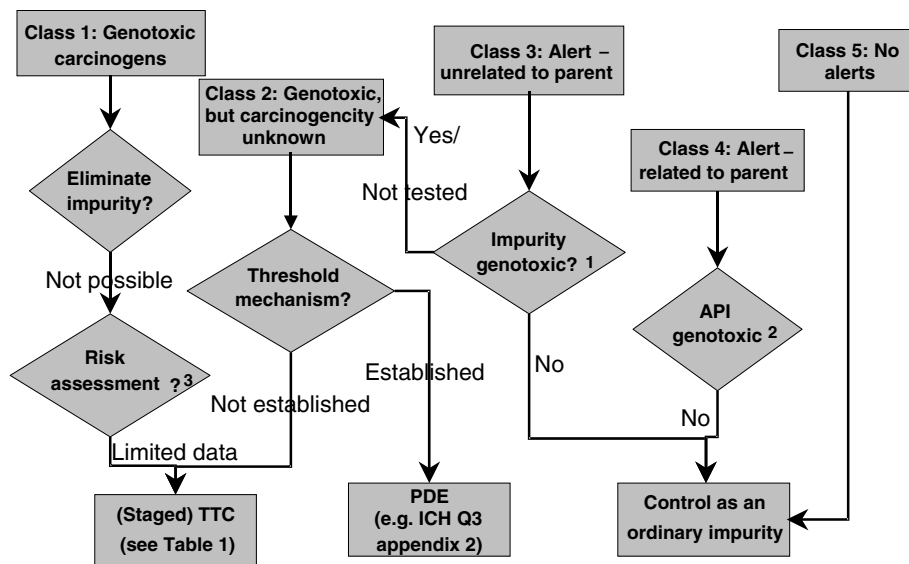 Class 1: Genotoxic
carcinogens
Class 2: Genotoxic,
but carcinogencity
unknown
Class 3: Alert –
unrelated to parent
Class 5: No
alerts
Class 4: Alert –
related to parent
Yes/
Not tested
Eliminate
impurity?
Not possible
Threshold
mechanism?
Impurity
genotoxic? 1
API
genotoxic 2
Risk
assessment ?3
Not established
Established
No
No
Limited data
(Staged) TTC
(see Table 1)
PDE
(e.g. ICH Q3
appendix 2)
Control as an
ordinary impurity